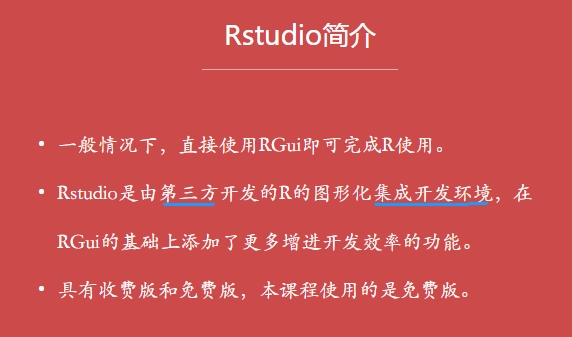 Rstudio简介
• 一般情况下，直接使用RGui即可完成R使用。
• Rstudio是由第三方开发的R的图形化集成开发环境，在
RGui的基础上添加了更多增进开发效率的功能。
• 具有收费版和免费版，本课程使用的是免费版。